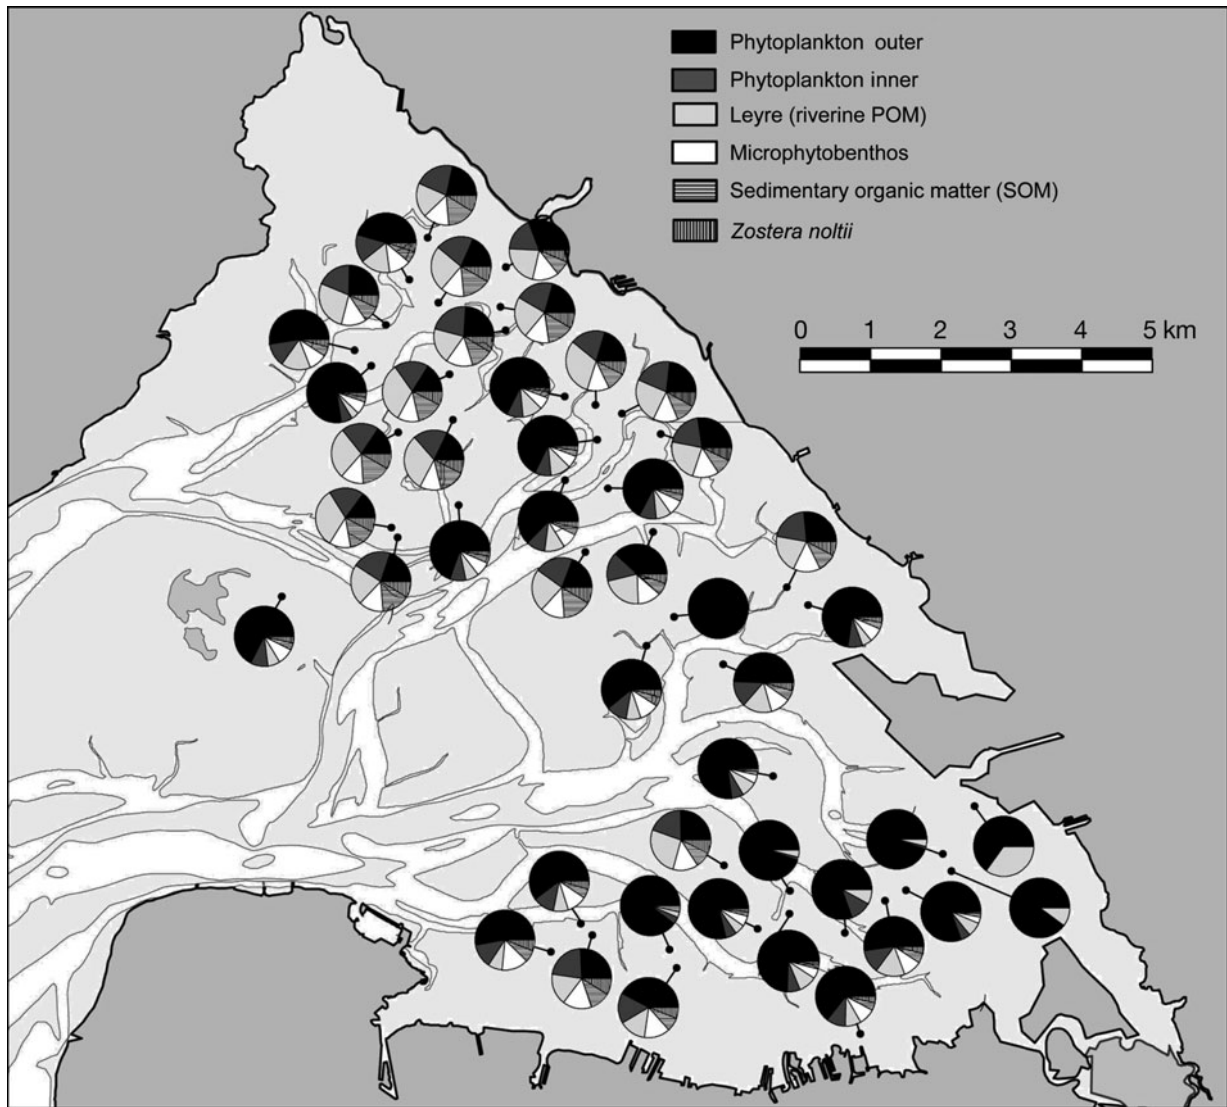 Phytoplankton outer
Phytoplankton inner
Leyre (riverine POM)
Microphytobenthos
Sedimentary organic matter (SOM)
Zostera noltii
0 1 2 3 4 5 km